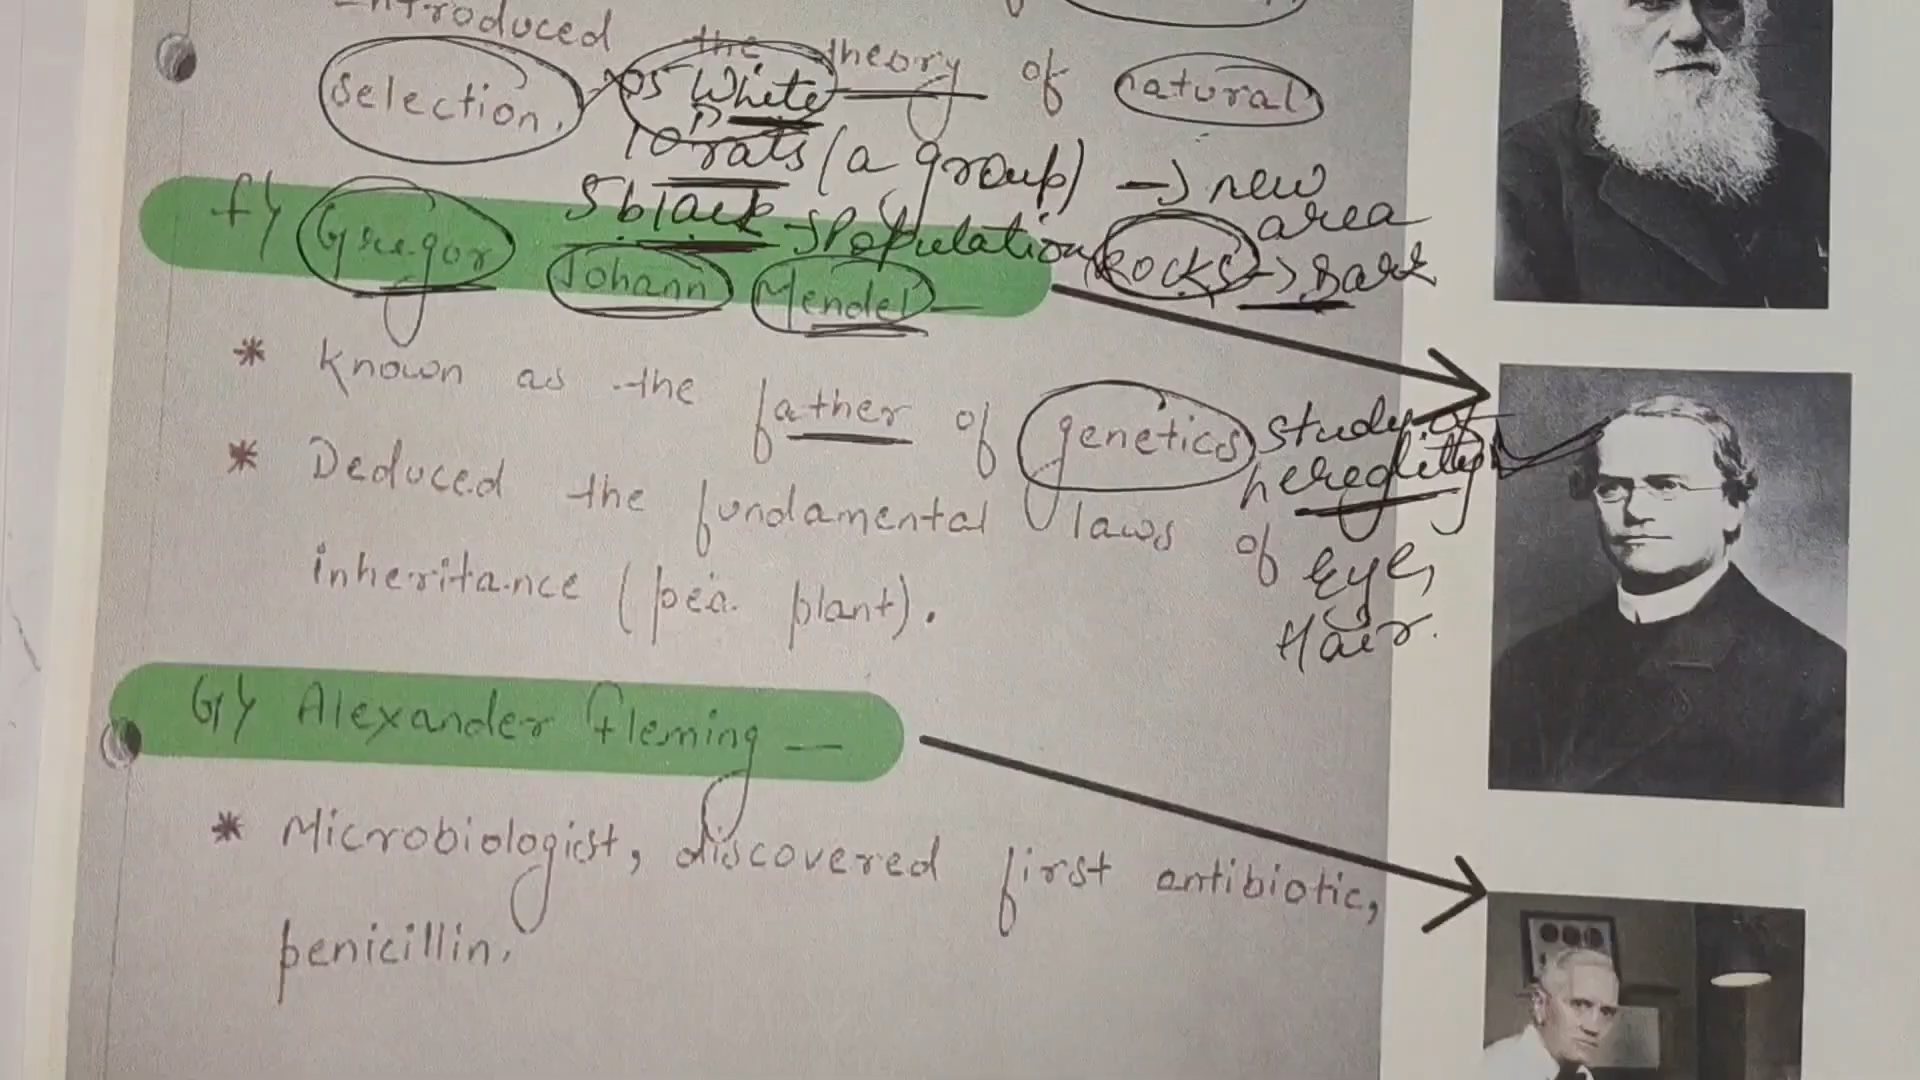 Introduced the theory of natural
selection.
05 White
10 rats (a group) → new
area
5 black → Population Rocks → Dark
f) Gregor Johann Mendel —
* Known as the father of genetics
study of
heredity
* Deduced the fundamental laws of
inheritance (pea plant).
Eye,
Hair.
G) Alexander Fleming —
* Microbiologist, discovered first antibiotic,
penicillin.